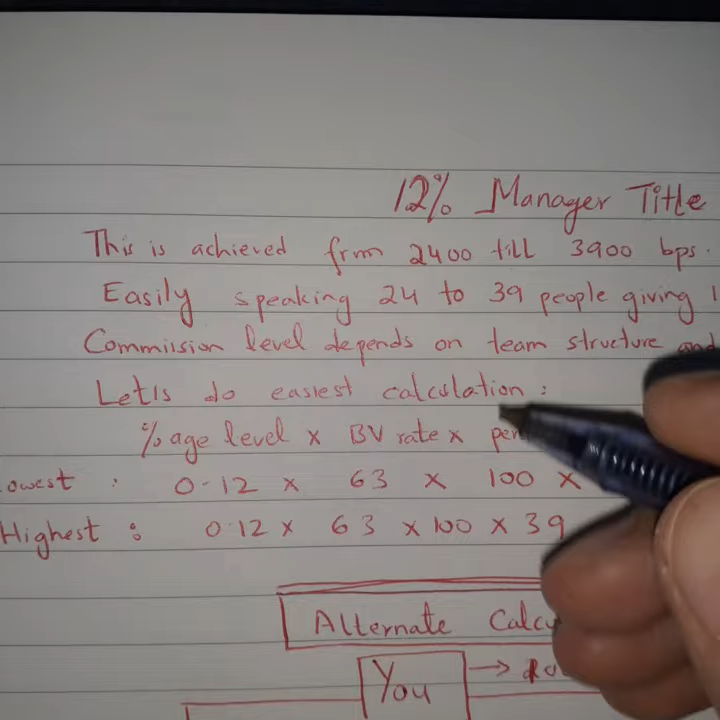 12% Manager Title
This is achieved frm 2400 till 3900 bps.
Easily speaking 24 to 39 people giving
Commission level depends on team structure and
Let's do easiest calculation :
% age level x BV rate x
owest : 0.12 x 63 x 100 x
Highest : 0.12 x 63 x 100 x 39
Alternate
You →